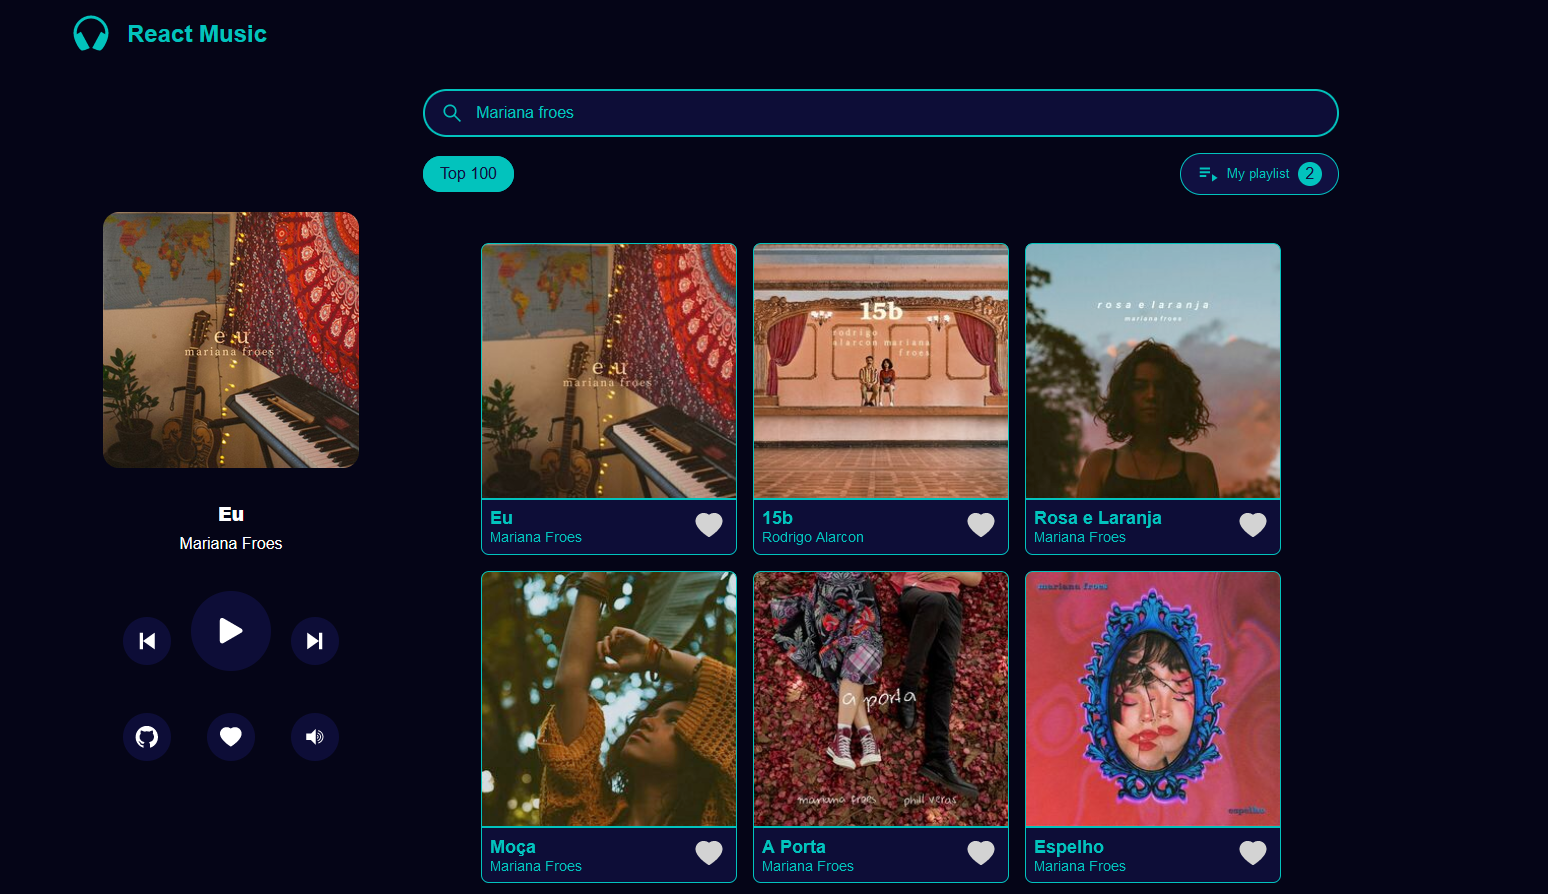 React Music
Mariana froes
Top 100
My playlist 2
eu
mariana froes
Eu
Mariana Froes
eu
mariana froes
Eu
Mariana Froes
15b
rodrigo
alarcon mariana
froes
15b
Rodrigo Alarcon
rosa e laranja
mariana froes
Rosa e Laranja
Mariana Froes
Moça
Mariana Froes
a porta
mariana froes phill veras
A Porta
Mariana Froes
mariana froes
espelho
Espelho
Mariana Froes